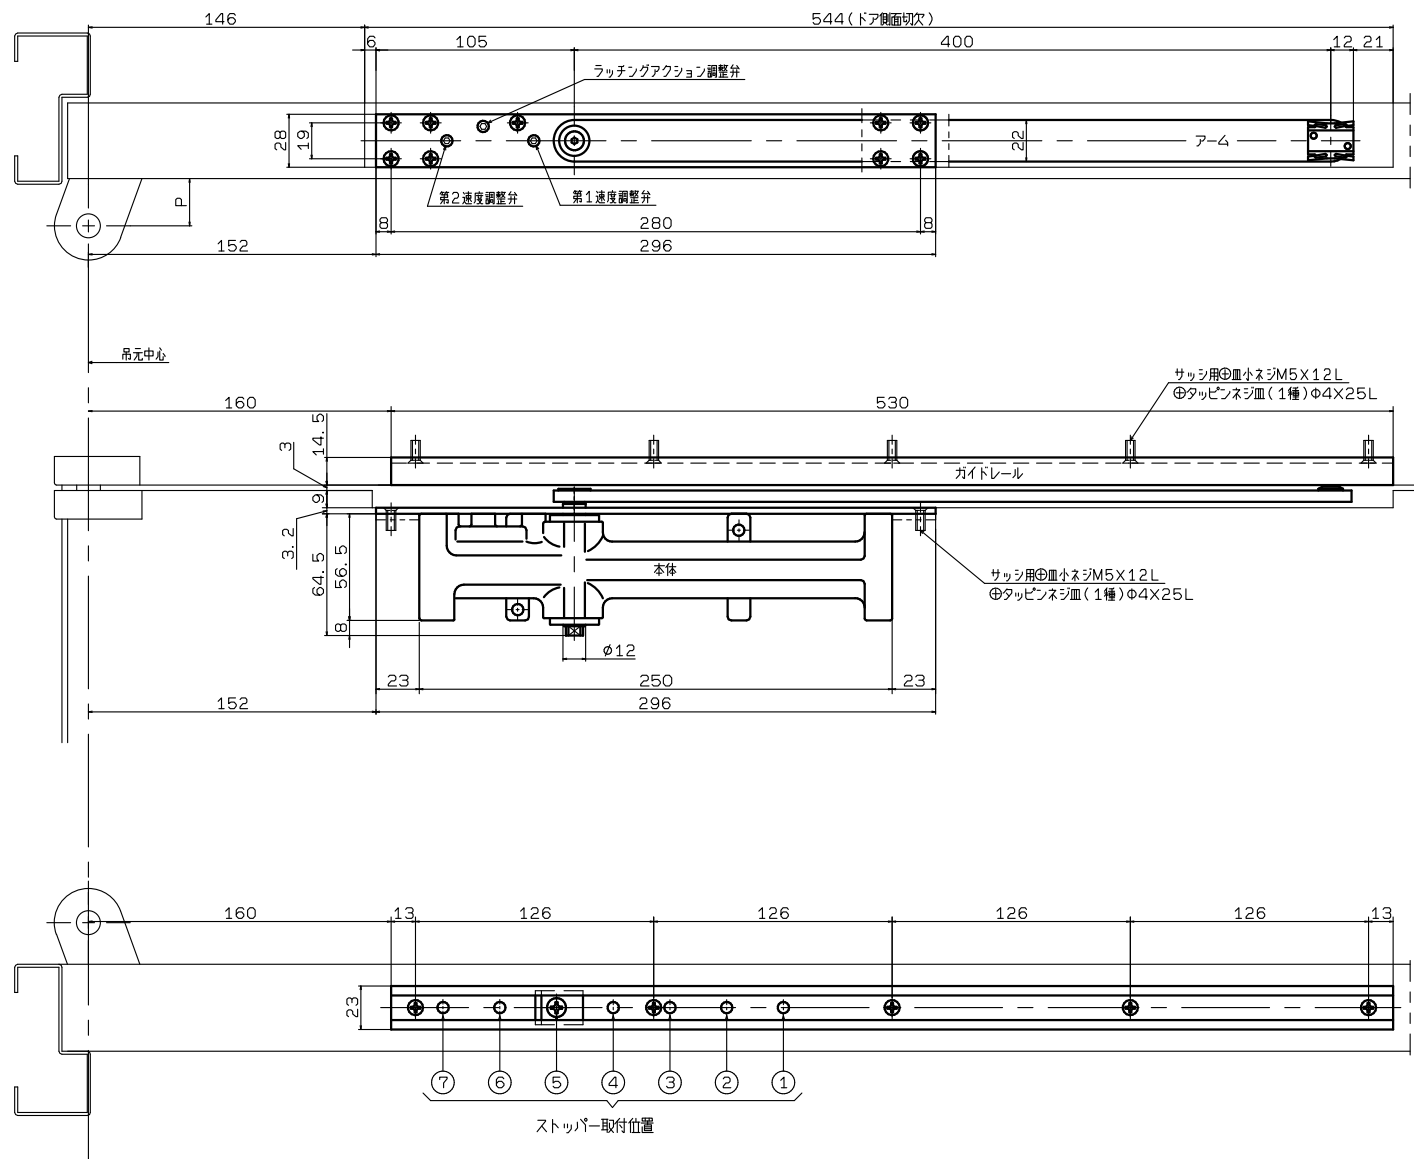 146
544(ドア側面切欠)
6
105
400
12
21
ラッチングアクション調整弁
28
19
22
アーム
第2速度調整弁
第1速度調整弁
P
8
280
8
152
296
吊元中心
サッシ用⊕皿小ネジM5X12L
⊕タッピンネジ皿(1種)Φ4X25L
160
530
14.5
3
ガイドレール
9
3.2
64.5
56.5
8
本体
サッシ用⊕皿小ネジM5X12L
⊕タッピンネジ皿(1種)Φ4X25L
φ12
23
250
23
152
296
160
13
126
126
126
126
13
23
⑦
⑥
⑤
④
③
②
①
ストッパー取付位置